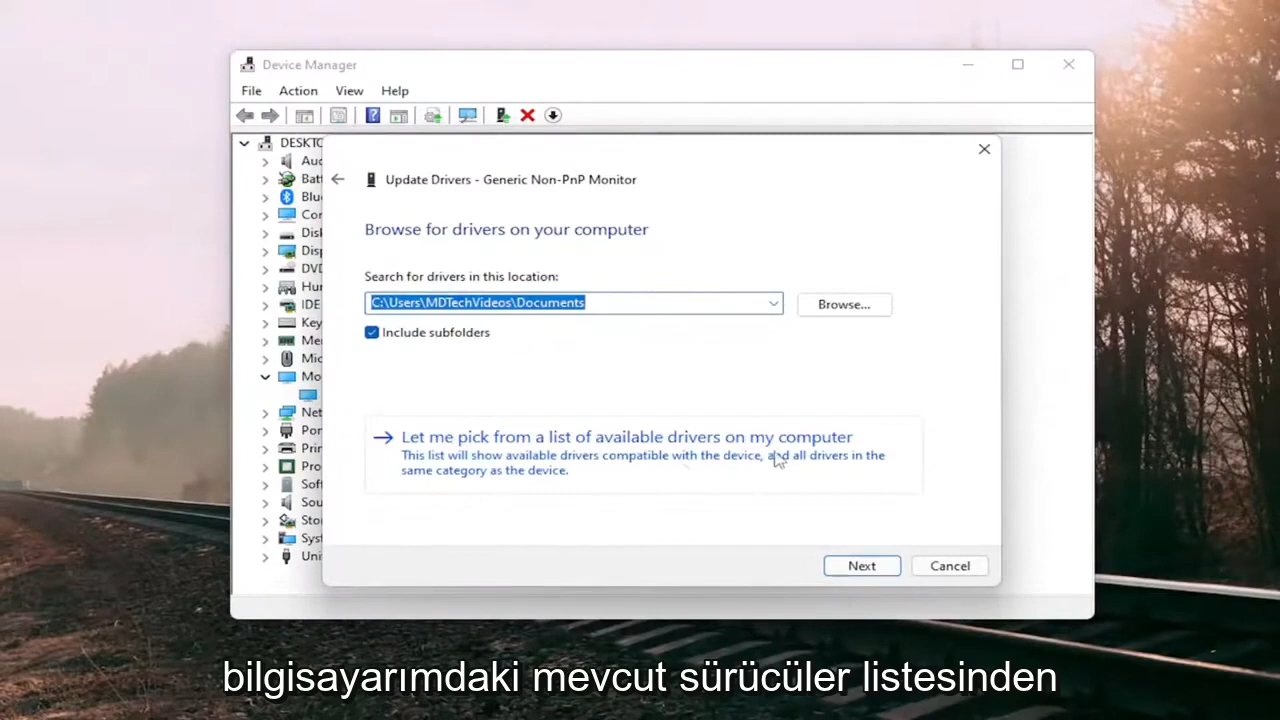 Device Manager
File Action View Help
DESKTC
Update Drivers - Generic Non-PnP Monitor
Browse for drivers on your computer
Search for drivers in this location:
C:\Users\MDTechVideos\Documents
Browse...
Include subfolders
Let me pick from a list of available drivers on my computer
This list will show available drivers compatible with the device, and all drivers in the
same category as the device.
Next
Cancel
Auc
Batt
Blu
Cor
Disk
Disp
DVD
Hur
IDE
Key
Me
Mic
Mo
Net
Por
Prin
Pro
Soft
Sou
Sto
Syst
Uni
bilgisayarımdaki mevcut sürücüler listesinden